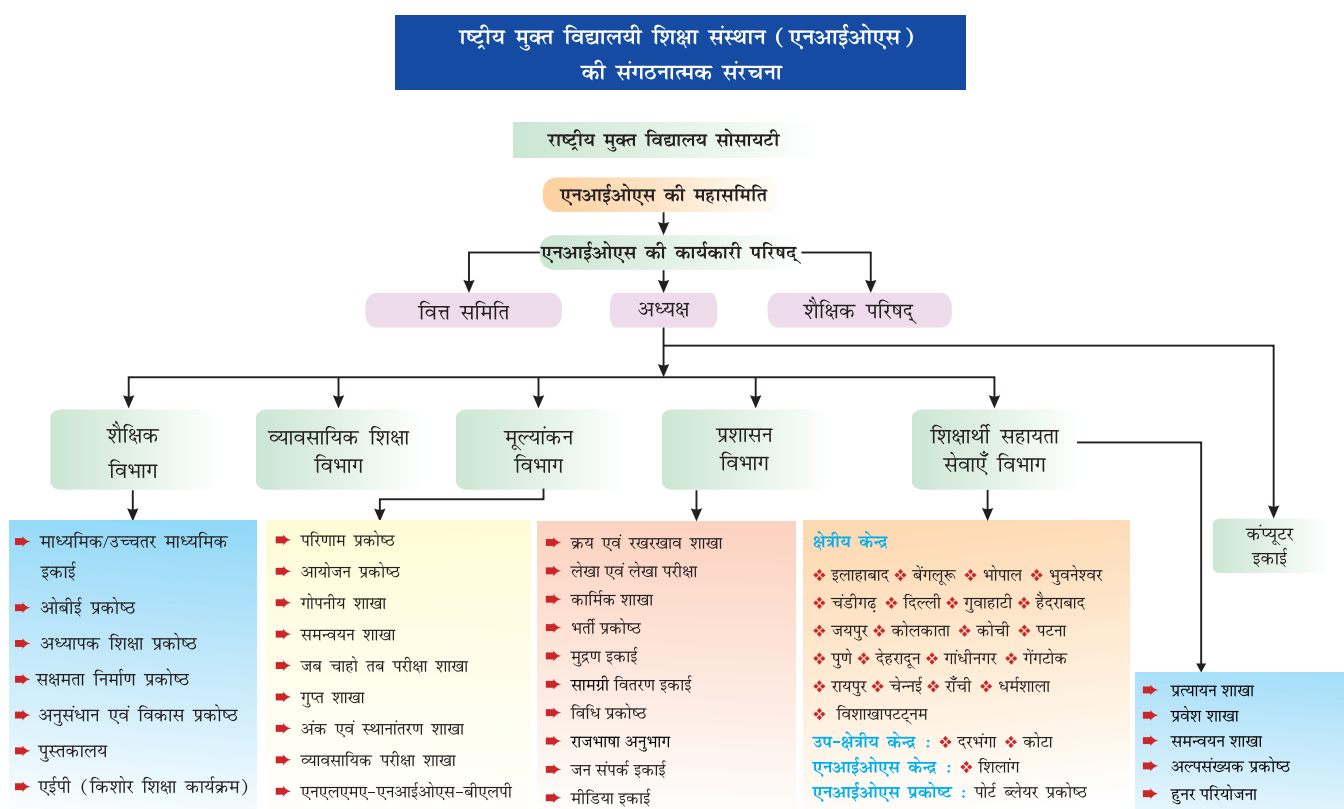 ाष्ट्रीय मुक्त विद्यालयी शिक्षा संस्थान ( एनआईओएस )
की संगठनात्मक संरचना
राष्ट्रीय मुक्त विद्यालय सोसायटी
एनआईओएस की महासमिति
एनआईओएस की कार्यकारी परिषद्
वित्त समिति
अध्यक्ष
शैक्षिक परिषद्
शैक्षिक
विभाग
व्यावसायिक शिक्षा
विभाग
मूल्यांकन
विभाग
प्रशासन
विभाग
शिक्षार्थी सहायता
सेवाएँ विभाग
कंप्यूटर
इकाई
माध्यमिक/उच्चतर माध्यमिक
इकाई
ओबीई प्रकोष्ठ
अध्यापक शिक्षा प्रकोष्ठ
सक्षमता निर्माण प्रकोष्ठ
अनुसंधान एवं विकास प्रकोष्ठ
पुस्तकालय
एईपी (किशोर शिक्षा कार्यक्रम)
परिणाम प्रकोष्ठ
आयोजन प्रकोष्ठ
गोपनीय शाखा
समन्वयन शाखा
जब चाहो तब परीक्षा शाखा
गुप्त शाखा
अंक एवं स्थानांतरण शाखा
व्यावसायिक परीक्षा शाखा
एनएलएमए-एनआईओएस-बीएलपी
क्रय एवं रखरखाव शाखा
लेखा एवं लेखा परीक्षा
कार्मिक शाखा
भर्ती प्रकोष्ठ
मुद्रण इकाई
सामग्री वितरण इकाई
विधि प्रकोष्ठ
राजभाषा अनुभाग
जन संपर्क इकाई
मीडिया इकाई
क्षेत्रीय केन्द्र
❖ इलाहाबाद ❖ बेंगलूरू ❖ भोपाल ❖ भुवनेश्वर
❖ चंडीगढ़ ❖ दिल्ली ❖ गुवाहाटी ❖ हैदराबाद
❖ जयपुर ❖ कोलकाता ❖ कोची ❖ पटना
❖ पुणे ❖ देहरादून ❖ गांधीनगर ❖ गेंगटोक
❖ रायपुर ❖ चेन्नई ❖ राँची ❖ धर्मशाला
❖ विशाखापटट्नम
उप-क्षेत्रीय केन्द्र : ❖ दरभंगा ❖ कोटा
एनआईओएस केन्द्र : ❖ शिलांग
एनआईओएस प्रकोष्ट : पोर्ट ब्लेयर प्रकोष्ठ
प्रत्यायन शाखा
प्रवेश शाखा
समन्वयन शाखा
अल्पसंख्यक प्रकोष्ठ
हुनर परियोजना